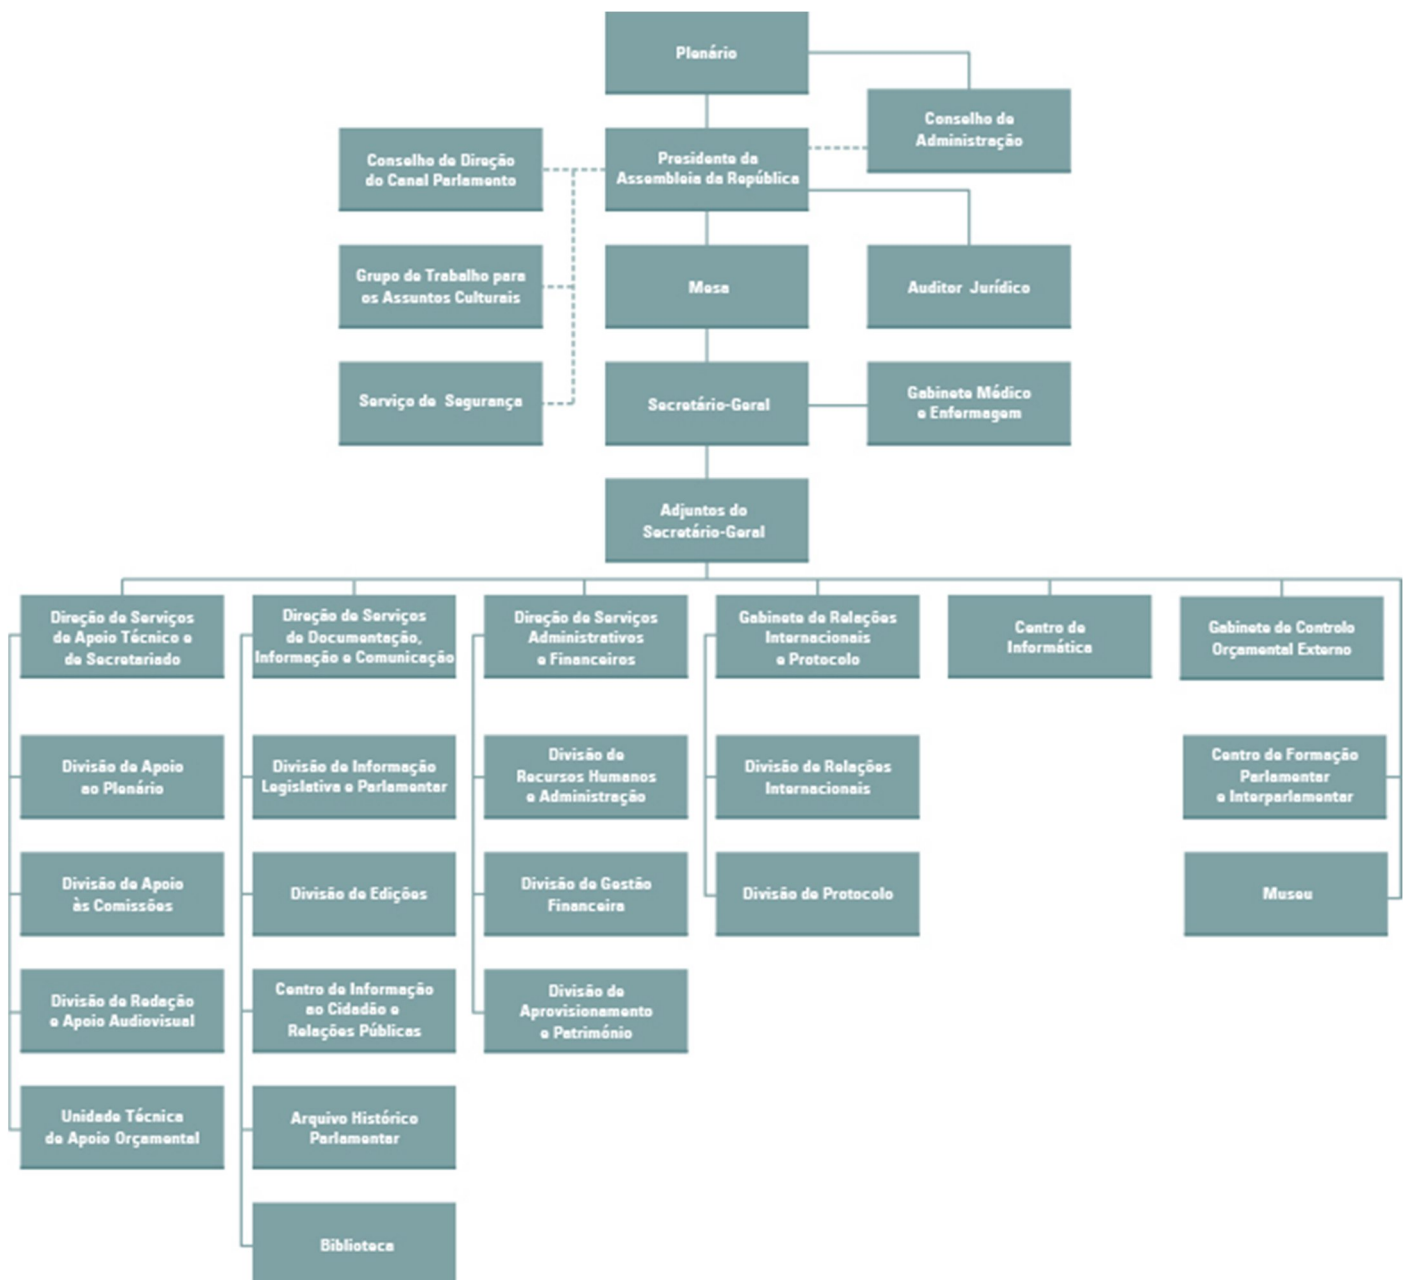 Plenário
Conselho de
Administração
Conselho de Direção
do Canal Parlamento
Presidente da
Assembleia da República
Grupo de Trabalho para
os Assuntos Culturais
Mesa
Auditor Jurídico
Serviço de Segurança
Secretário-Geral
Gabinete Médico
e Enfermagem
Adjuntos do
Secretário-Geral
Direção de Serviços
de Apoio Técnico e
de Secretariado
Direção de Serviços
de Documentação,
Informação e Comunicação
Direção de Serviços
Administrativos
e Financeiros
Gabinete de Relações
Internacionais
e Protocolo
Centro de
Informática
Gabinete de Controlo
Orçamental Externo
Divisão de Apoio
ao Plenário
Divisão de Informação
Legislativa e Parlamentar
Divisão de
Recursos Humanos
e Administração
Divisão de Relações
Internacionais
Centro de Formação
Parlamentar
e Interparlamentar
Divisão de Apoio
às Comissões
Divisão de Edições
Divisão de Gestão
Financeira
Divisão de Protocolo
Museu
Divisão de Redação
e Apoio Audiovisual
Centro de Informação
ao Cidadão e
Relações Públicas
Divisão de
Aprovisionamento
e Património
Unidade Técnica
de Apoio Orçamental
Arquivo Histórico
Parlamentar
Biblioteca